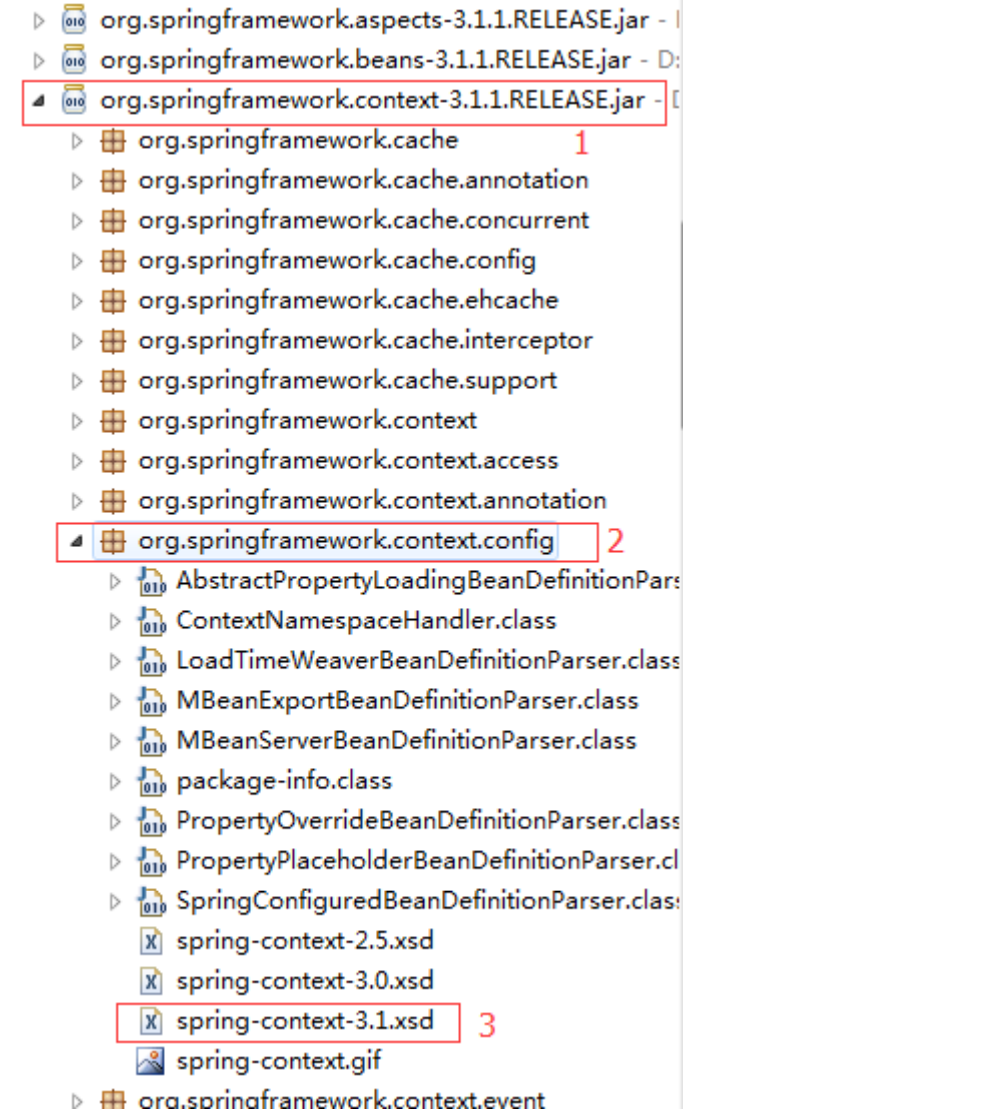 org.springframework.aspects-3.1.1.RELEASE.jar -
org.springframework.beans-3.1.1.RELEASE.jar - D:
org.springframework.context-3.1.1.RELEASE.jar -
1
org.springframework.cache
org.springframework.cache.annotation
org.springframework.cache.concurrent
org.springframework.cache.config
org.springframework.cache.ehcache
org.springframework.cache.interceptor
org.springframework.cache.support
org.springframework.context
org.springframework.context.access
org.springframework.context.annotation
org.springframework.context.config 2
AbstractPropertyLoadingBeanDefinitionPars
ContextNamespaceHandler.class
LoadTimeWeaverBeanDefinitionParser.class
MBeanExportBeanDefinitionParser.class
MBeanServerBeanDefinitionParser.class
package-info.class
PropertyOverrideBeanDefinitionParser.class
PropertyPlaceholderBeanDefinitionParser.cl
SpringConfiguredBeanDefinitionParser.clas
spring-context-2.5.xsd
spring-context-3.0.xsd
spring-context-3.1.xsd 3
spring-context.gif
org.springframework.context.event